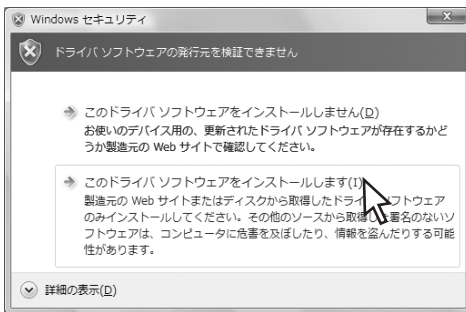 Windows セキュリティ
ドライバ ソフトウェアの発行元を検証できません
このドライバ ソフトウェアをインストールしません(D)
お使いのデバイス用の、更新されたドライバ ソフトウェアが存在するかど
うか製造元の Web サイトで確認してください。
このドライバ ソフトウェアをインストールします(I)
製造元の Web サイトまたはディスクから取得したドライバ ソフトウェア
のみインストールしてください。その他のソースから取得した署名のないソ
フトウェアは、コンピュータに危害を及ぼしたり、情報を盗んだりする可能
性があります。
詳細の表示(D)